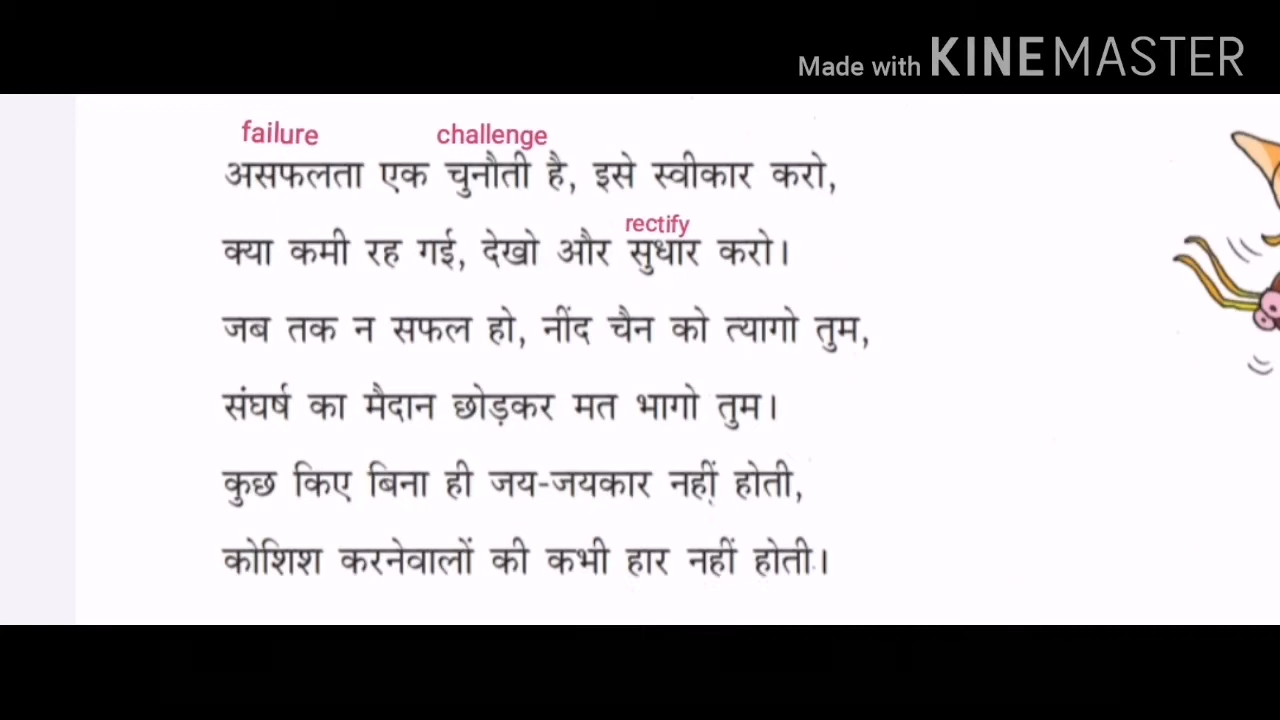 Made with KINEMASTER
failure challenge
असफलता एक चुनौती है, इसे स्वीकार करो,
rectify
क्या कमी रह गई, देखो और सुधार करो।
जब तक न सफल हो, नींद चैन को त्यागो तुम,
संघर्ष का मैदान छोड़कर मत भागो तुम।
कुछ किए बिना ही जय-जयकार नहीं होती,
कोशिश करनेवालों की कभी हार नहीं होती।